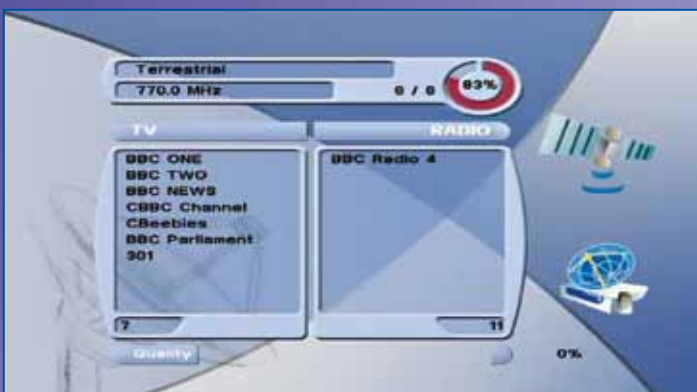 Terrestrial
770.0 MHz 6 / 6 83%
TV RADIO
BBC ONE
BBC TWO
BBC NEWS
CBBC Channel
CBeebies
BBC Parliament
301
BBC Radio 4
7 11
Quality 0%